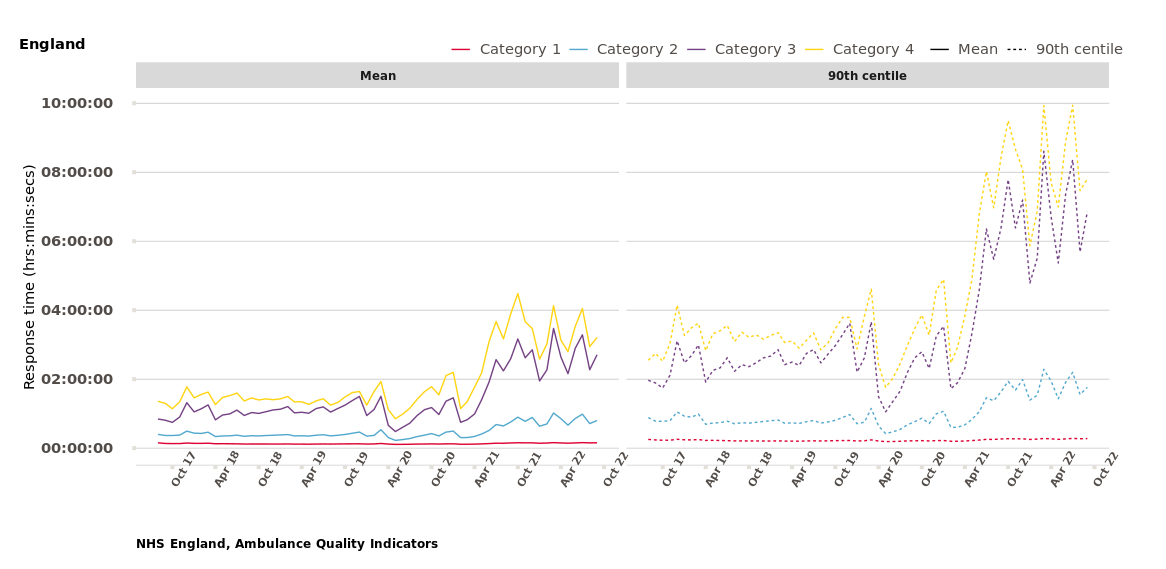 England
Category 1 Category 2 Category 3 Category 4 Mean 90th centile
Mean 90th centile
Response time (hrs:mins:secs)
10:00:00
08:00:00
06:00:00
04:00:00
02:00:00
00:00:00
Oct 17 Apr 18 Oct 18 Apr 19 Oct 19 Apr 20 Oct 20 Apr 21 Oct 21 Apr 22 Oct 22 Oct 17 Apr 18 Oct 18 Apr 19 Oct 19 Apr 20 Oct 20 Apr 21 Oct 21 Apr 22 Oct 22
NHS England, Ambulance Quality Indicators